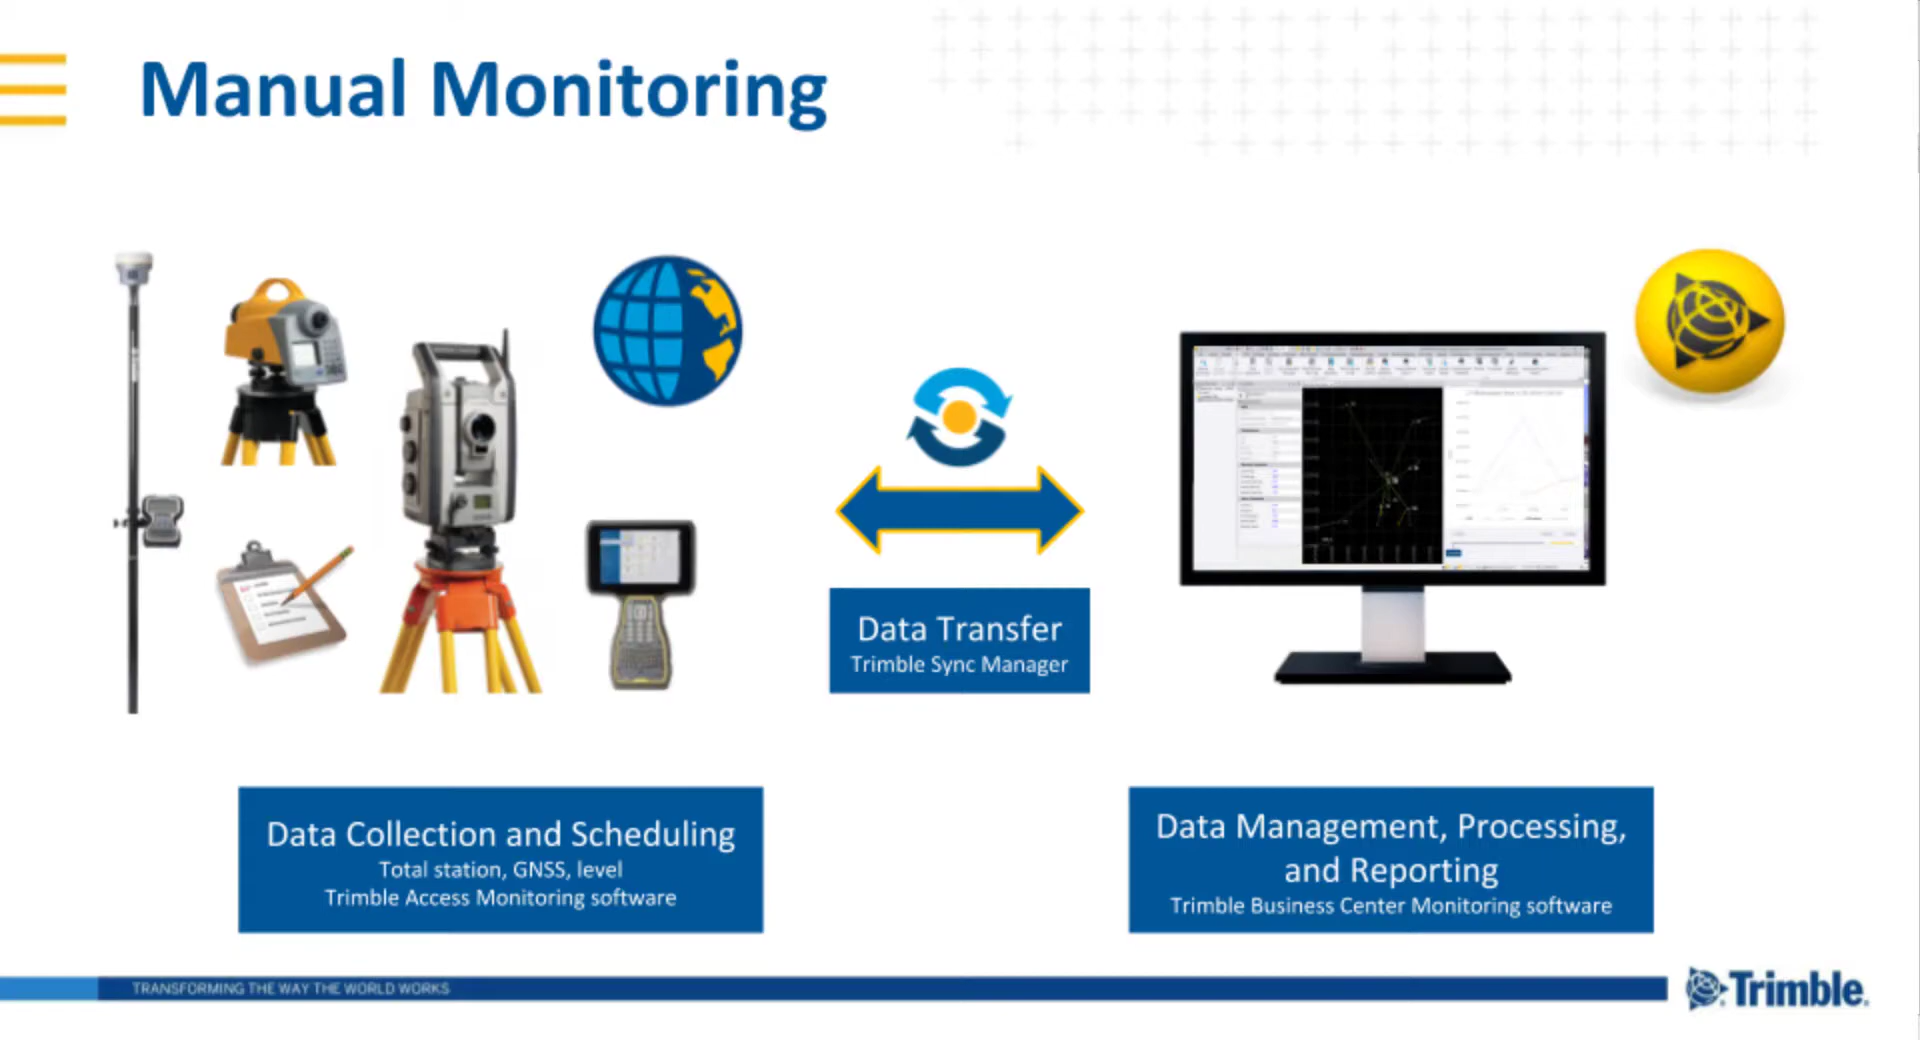 Manual Monitoring
Data Transfer
Trimble Sync Manager
Data Collection and Scheduling
Total station, GNSS, level
Trimble Access Monitoring software
Data Management, Processing,
and Reporting
Trimble Business Center Monitoring software
TRANSFORMING THE WAY THE WORLD WORKS
Trimble